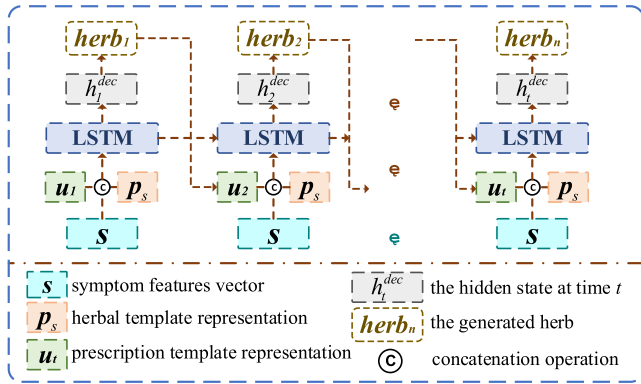 herb1 herb2 herbn
h1dec h2dec htdec
ę
LSTM LSTM LSTM
ę
u1 c ps u2 c ps ut c ps
s s ę s
s symptom features vector htdec the hidden state at time t
ps herbal template representation herbn the generated herb
ut prescription template representation c concatenation operation